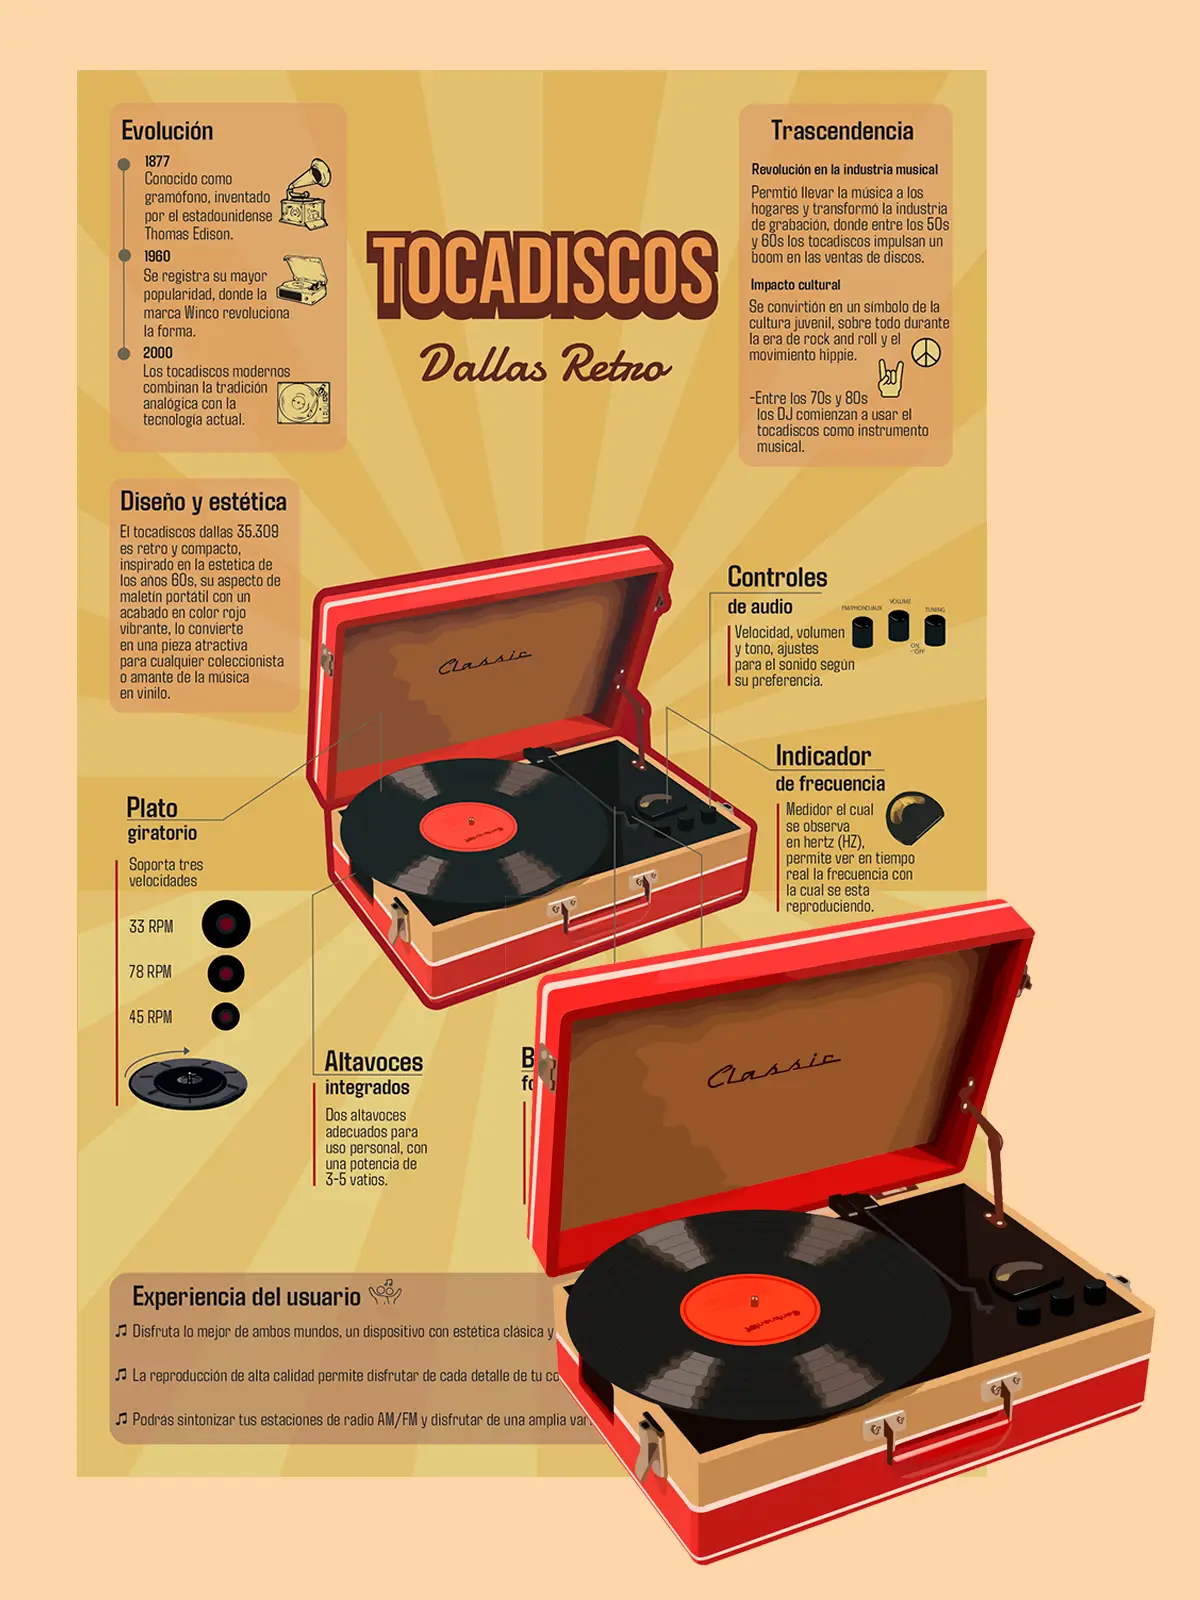 Evolución
1877
Conocido como
gramófono, inventado
por el estadounidense
Thomas Edison.
1960
Se registra su mayor
popularidad, donde la
marca Winco revoluciona
la forma.
2000
Los tocadiscos modernos
combinan la tradición
analógica con la
tecnología actual.
TOCADISCOS
Dallas Retro
Trascendencia
Revolución en la industria musical
Permtió llevar la música a los
hogares y transformó la industria
de grabación, donde entre los 50s
y 60s los tocadiscos impulsan un
boom en las ventas de discos.
Impacto cultural
Se convirtión en un símbolo de la
cultura juvenil, sobre todo durante
la era de rock and roll y el
movimiento hippie.
-Entre los 70s y 80s
los DJ comienzan a usar el
tocadiscos como instrumento
musical.
Diseño y estética
El tocadiscos dallas 35.309
es retro y compacto,
inspirado en la estetica de
los años 60s, su aspecto de
maletín portátil con un
acabado en color rojo
vibrante, lo convierte
en una pieza atractiva
para cualquier coleccionista
o amante de la música
en vinilo.
Classic
Controles
de audio
Velocidad, volumen
y tono, ajustes
para el sonido según
su preferencia.
FM/PHONO/AUX
VOLUME
TUNING
ON
OFF
Indicador
de frecuencia
Medidor el cual
se observa
en hertz (HZ),
permite ver en tiempo
real la frecuencia con
la cual se esta
reproduciendo.
Plato
giratorio
Soporta tres
velocidades
33 RPM
78 RPM
45 RPM
Altavoces
integrados
Dos altavoces
adecuados para
uso personal, con
una potencia de
3-5 vatios.
B
fo
Classic
Experiencia del usuario
Disfruta lo mejor de ambos mundos, un dispositivo con estética clásica y
La reproducción de alta calidad permite disfrutar de cada detalle de tu co
Podrás sintonizar tus estaciones de radio AM/FM y disfrutar de una amplia var